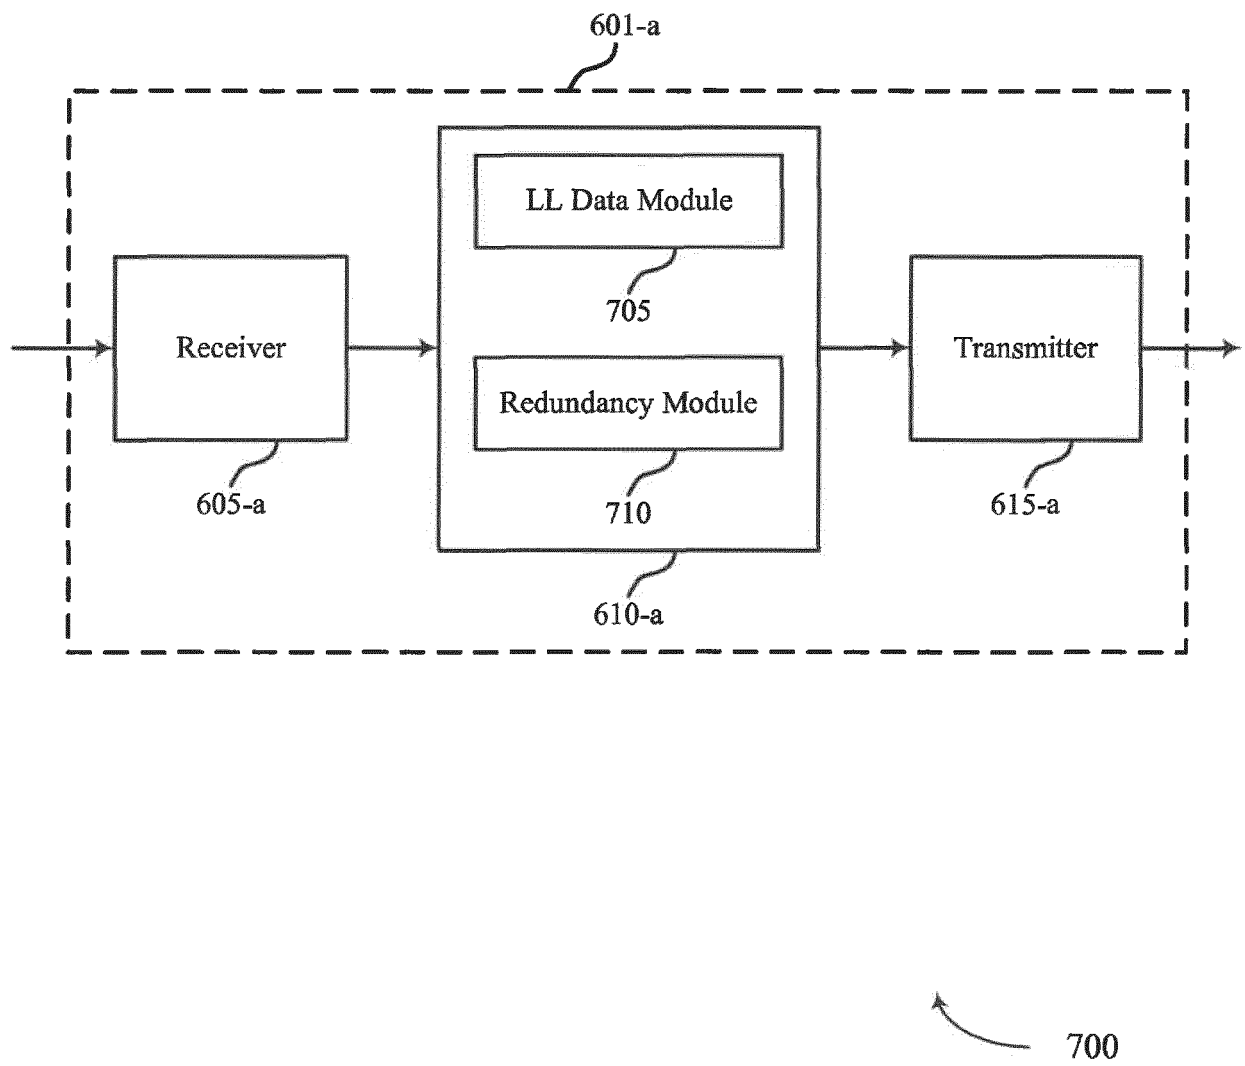 601-a
LL Data Module
705
Receiver
Transmitter
Redundancy Module
605-a
710
615-a
610-a
700